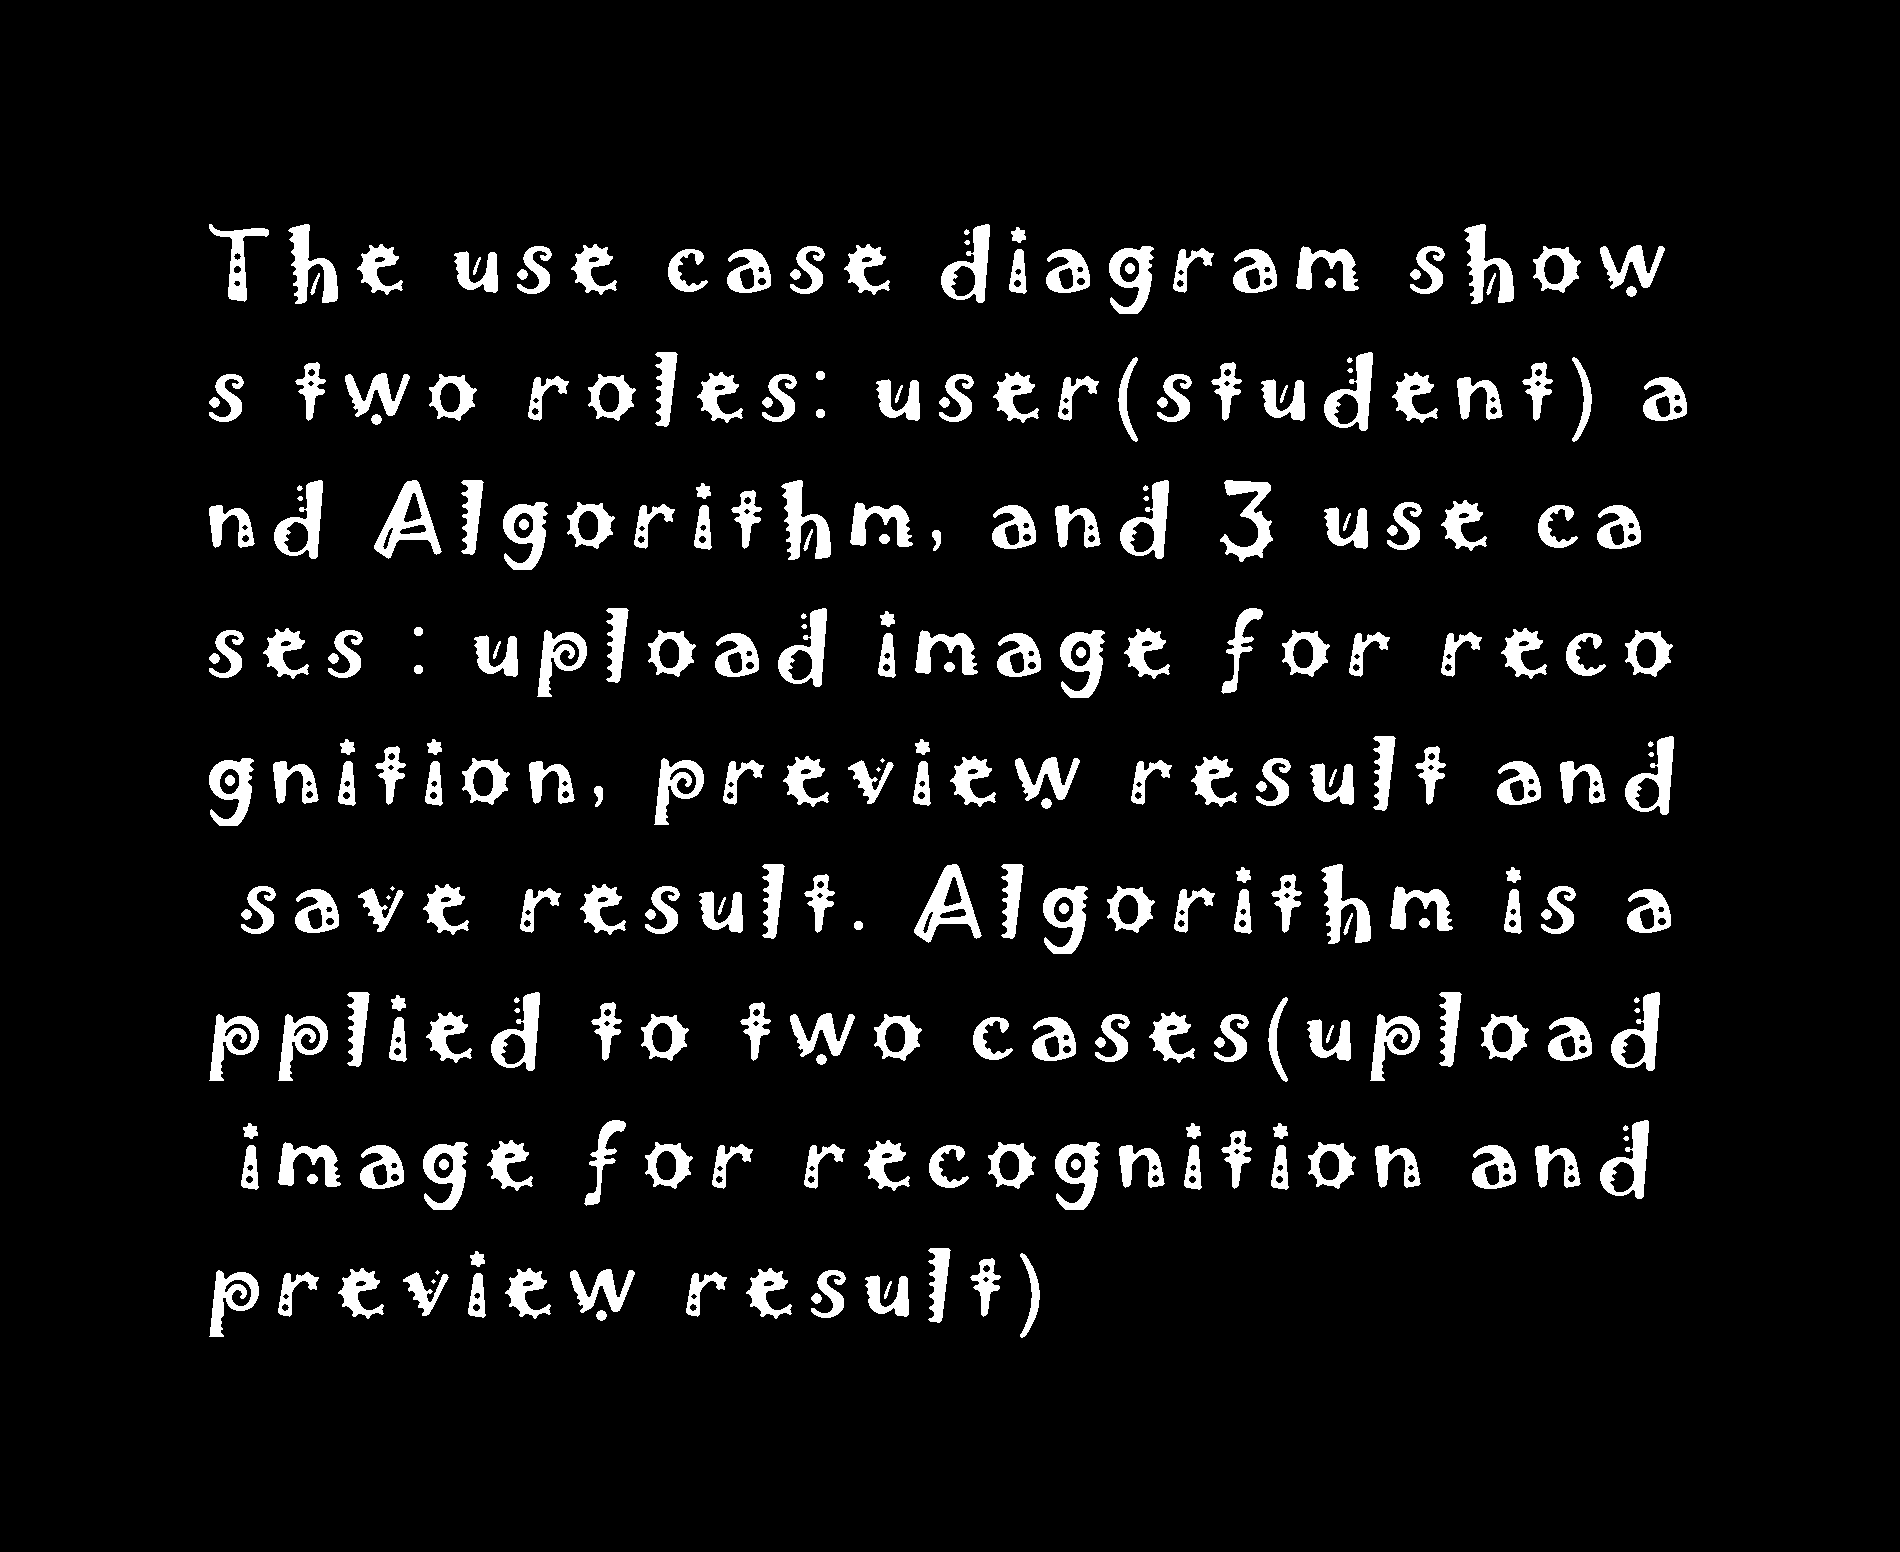 The use case diagram show
s two roles: user(student) a
nd Algorithm, and 3 use ca
ses : upload image for reco
gnition, preview result and
save result. Algorithm is a
pplied to two cases(upload
image for recognition and
preview result)